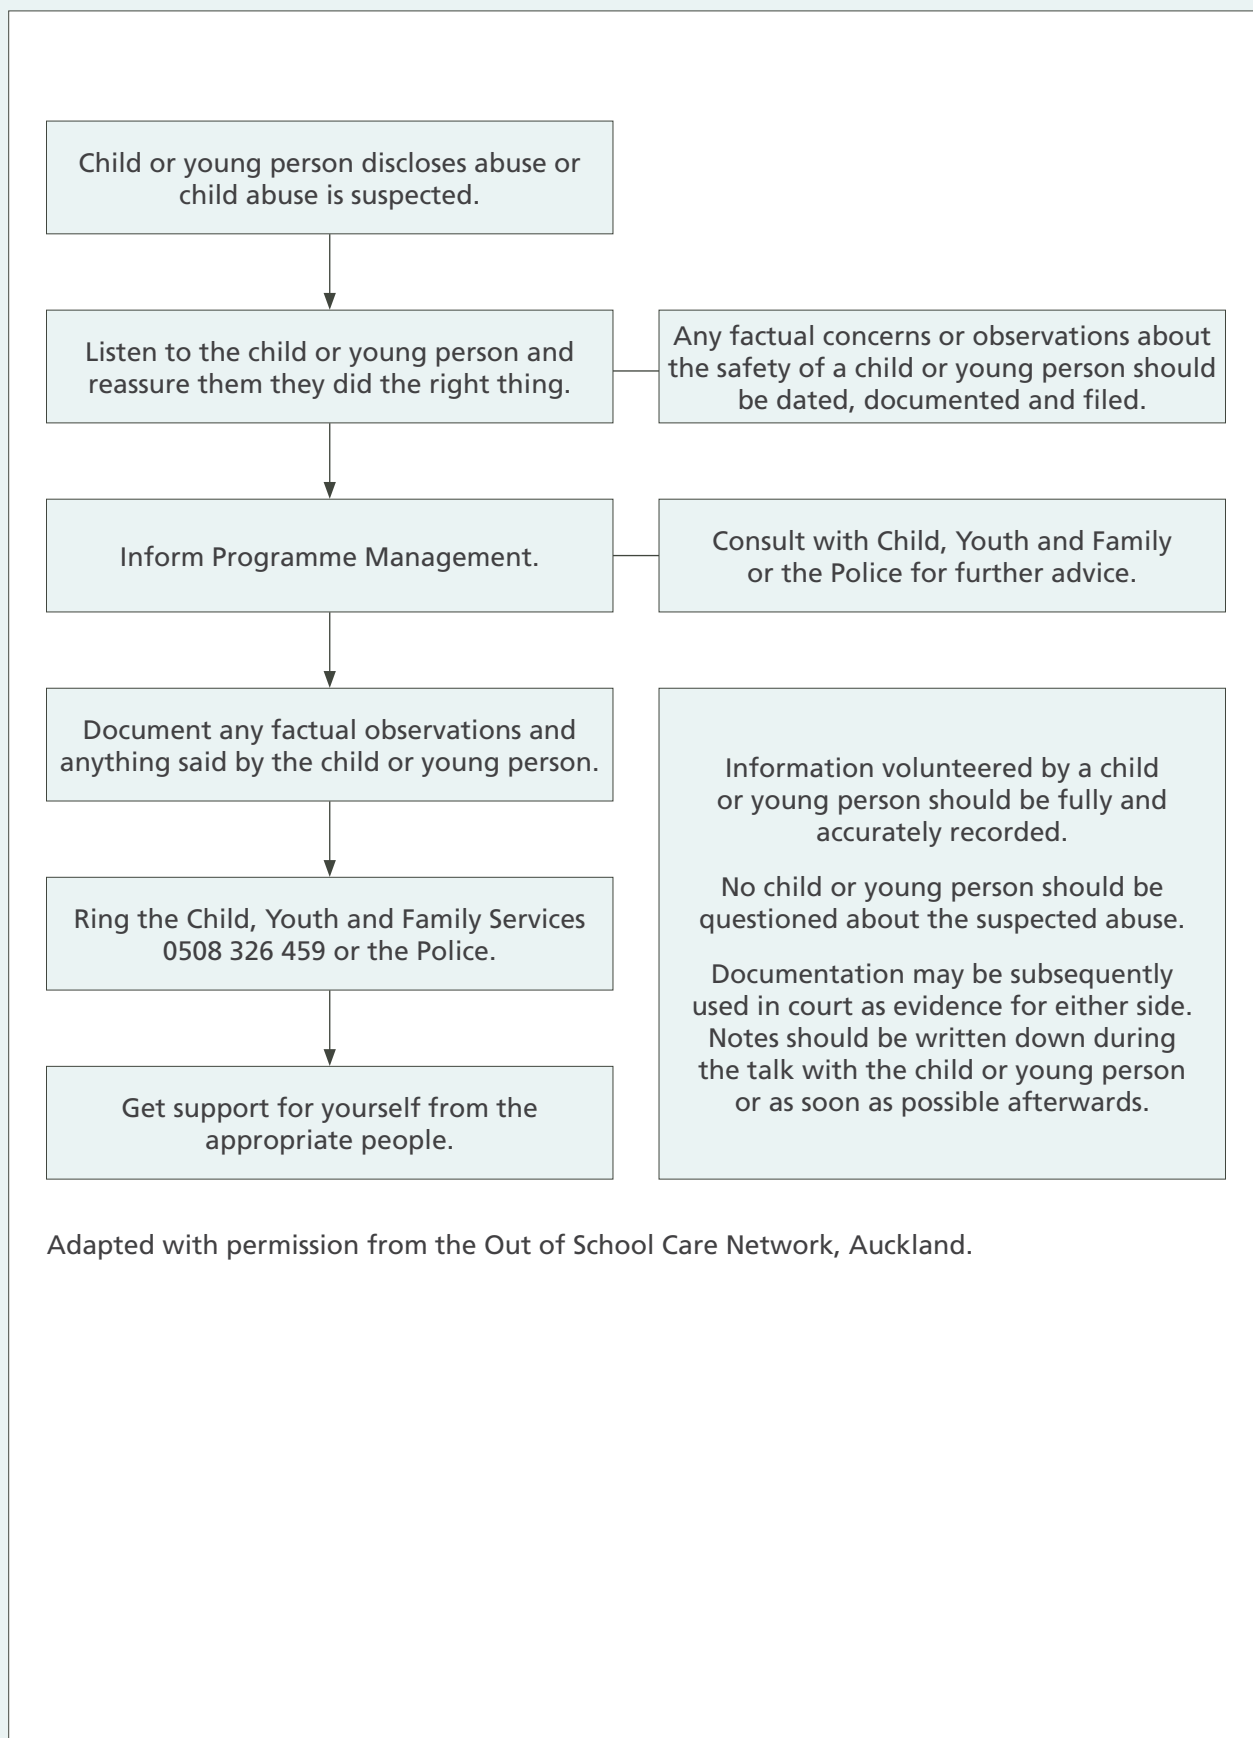 Child or young person discloses abuse or
child abuse is suspected.
Listen to the child or young person and
reassure them they did the right thing.
Any factual concerns or observations about
the safety of a child or young person should
be dated, documented and filed.
Inform Programme Management.
Consult with Child, Youth and Family
or the Police for further advice.
Document any factual observations and
anything said by the child or young person.
Ring the Child, Youth and Family Services
0508 326 459 or the Police.
Get support for yourself from the
appropriate people.
Information volunteered by a child
or young person should be fully and
accurately recorded.
No child or young person should be
questioned about the suspected abuse.
Documentation may be subsequently
used in court as evidence for either side.
Notes should be written down during
the talk with the child or young person
or as soon as possible afterwards.
Adapted with permission from the Out of School Care Network, Auckland.